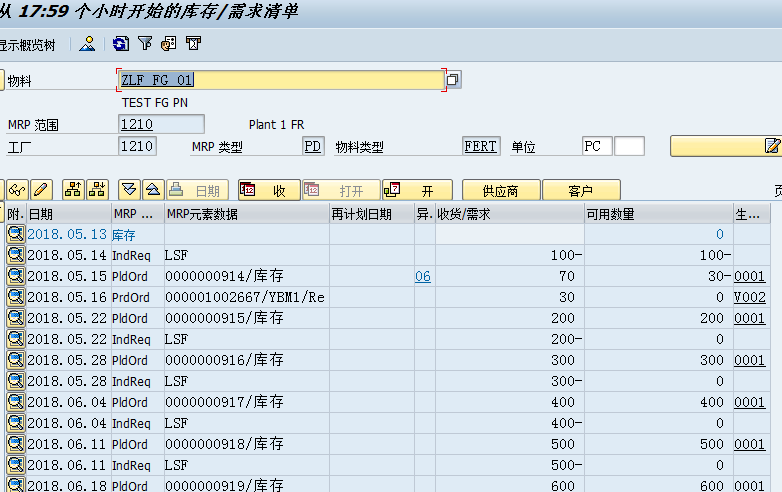 从 17:59 个小时开始的库存/需求清单
显示概览树
物料 ZLF FG 01
TEST FG PN
MRP 范围 1210 Plant 1 FR
工厂 1210 MRP 类型 PD 物料类型 FERT 单位 PC
日期 收 打开 开 供应商 客户 页
附. 日期 MRP ... MRP元素数据 再计划日期 异. 收货/需求 可用数量 生...
2018.05.13 库存 0
2018.05.14 IndReq LSF 100- 100-
2018.05.15 PldOrd 0000000914/库存 06 70 30- 0001
2018.05.16 PrdOrd 000001002667/YBM1/Re 30 0 V002
2018.05.22 PldOrd 0000000915/库存 200 200 0001
2018.05.22 IndReq LSF 200- 0
2018.05.28 PldOrd 0000000916/库存 300 300 0001
2018.05.28 IndReq LSF 300- 0
2018.06.04 PldOrd 0000000917/库存 400 400 0001
2018.06.04 IndReq LSF 400- 0
2018.06.11 PldOrd 0000000918/库存 500 500 0001
2018.06.11 IndReq LSF 500- 0
2018.06.18 PldOrd 0000000919/库存 600 600 0001